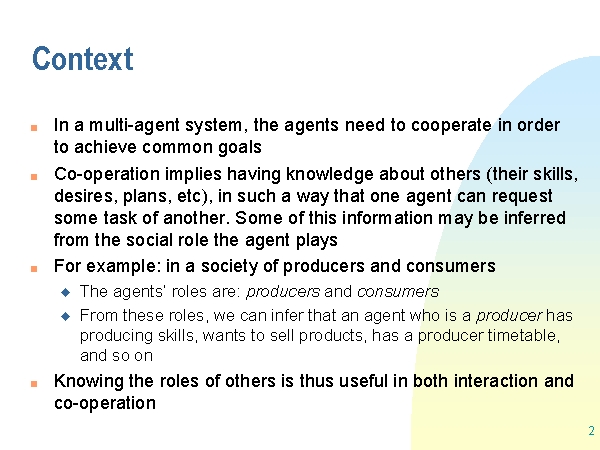 Context
In a multi-agent system, the agents need to cooperate in order
to achieve common goals
Co-operation implies having knowledge about others (their skills,
desires, plans, etc), in such a way that one agent can request
some task of another. Some of this information may be inferred
from the social role the agent plays
For example: in a society of producers and consumers
The agents' roles are: producers and consumers
From these roles, we can infer that an agent who is a producer has
producing skills, wants to sell products, has a producer timetable,
and so on
Knowing the roles of others is thus useful in both interaction and
co-operation
2